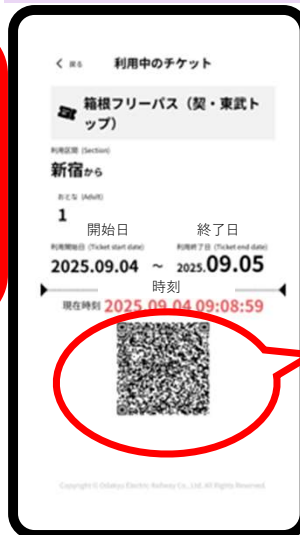 く 戻る 利用中のチケット
箱根フリーパス（契・東武ト
ップ）
利用区間 (Section)
新宿から
おとな (Adult)
1
開始日 終了日
利用開始日 (Ticket start date) 利用終了日 (Ticket end date)
2025.09.04 ～ 2025.09.05
時刻
現在時刻 2025.09.04 09:08:59
Copyright © Odakyu Electric Railway Co., Ltd. All Rights Reserved.